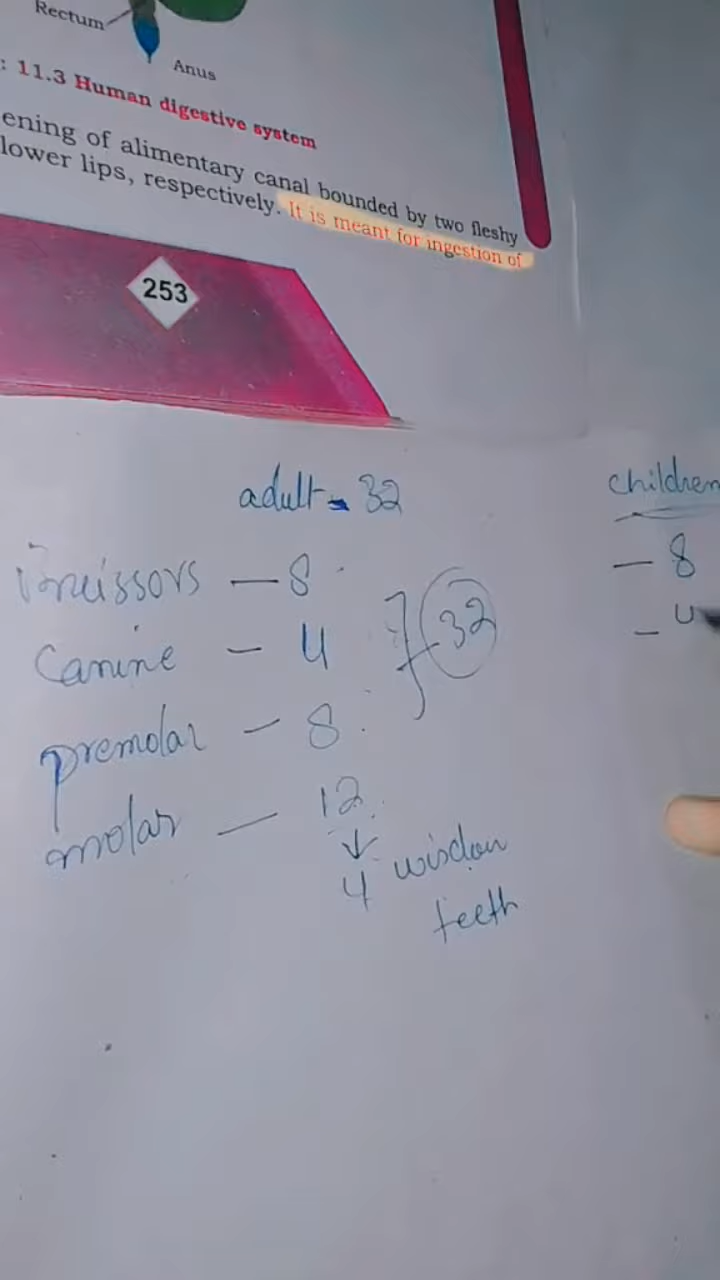 Rectum
Anus
: 11.3 Human digestive system
ening of alimentary canal bounded by two fleshy
lower lips, respectively. It is meant for ingestion of
253
adult - 32
children
— 8
— 8
32
Canine — 4
— 4
premolar — 8
molar — 12
↓
4 wisdom
teeth